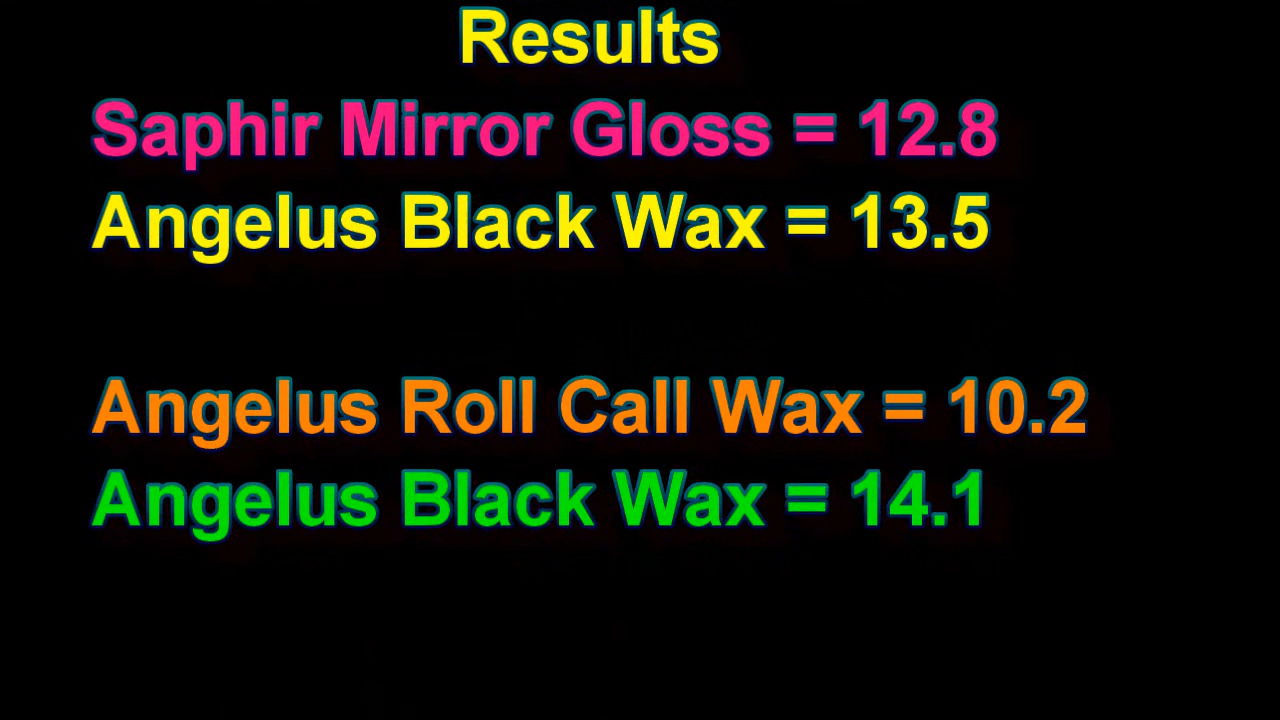 Results
Saphir Mirror Gloss = 12.8
Angelus Black Wax = 13.5
Angelus Roll Call Wax = 10.2
Angelus Black Wax = 14.1